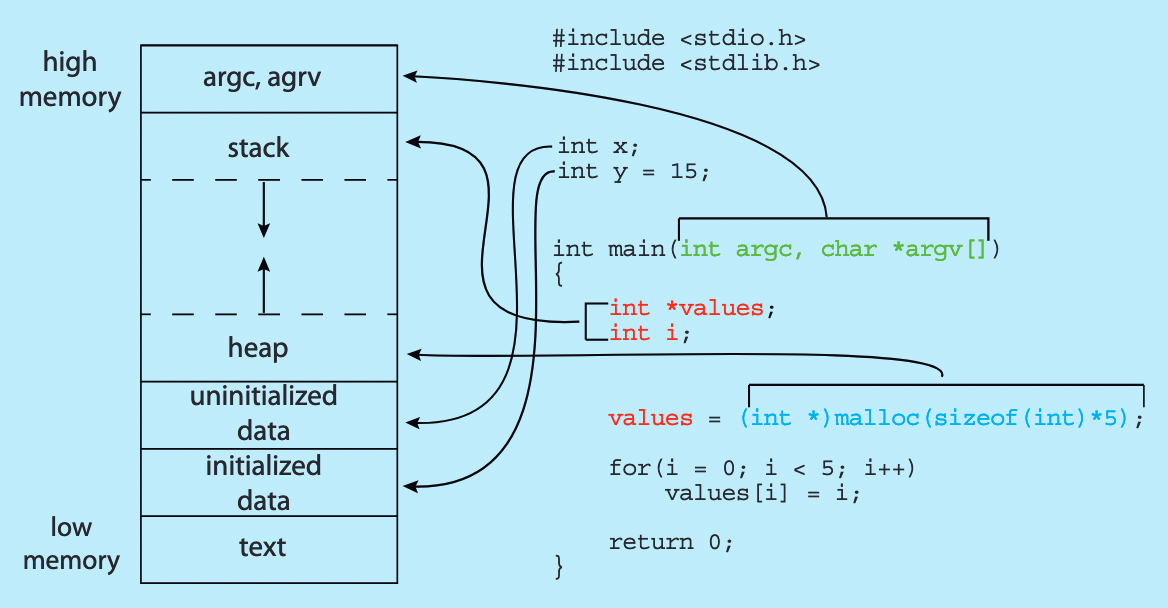 high
memory
argc, agrv
stack
heap
uninitialized
data
initialized
data
low
memory
text
#include <stdio.h>
#include <stdlib.h>
int x;
int y = 15;
int main(int argc, char *argv[])
{
int *values;
int i;
values = (int *)malloc(sizeof(int)*5);
for(i = 0; i < 5; i++)
values[i] = i;
return 0;
}